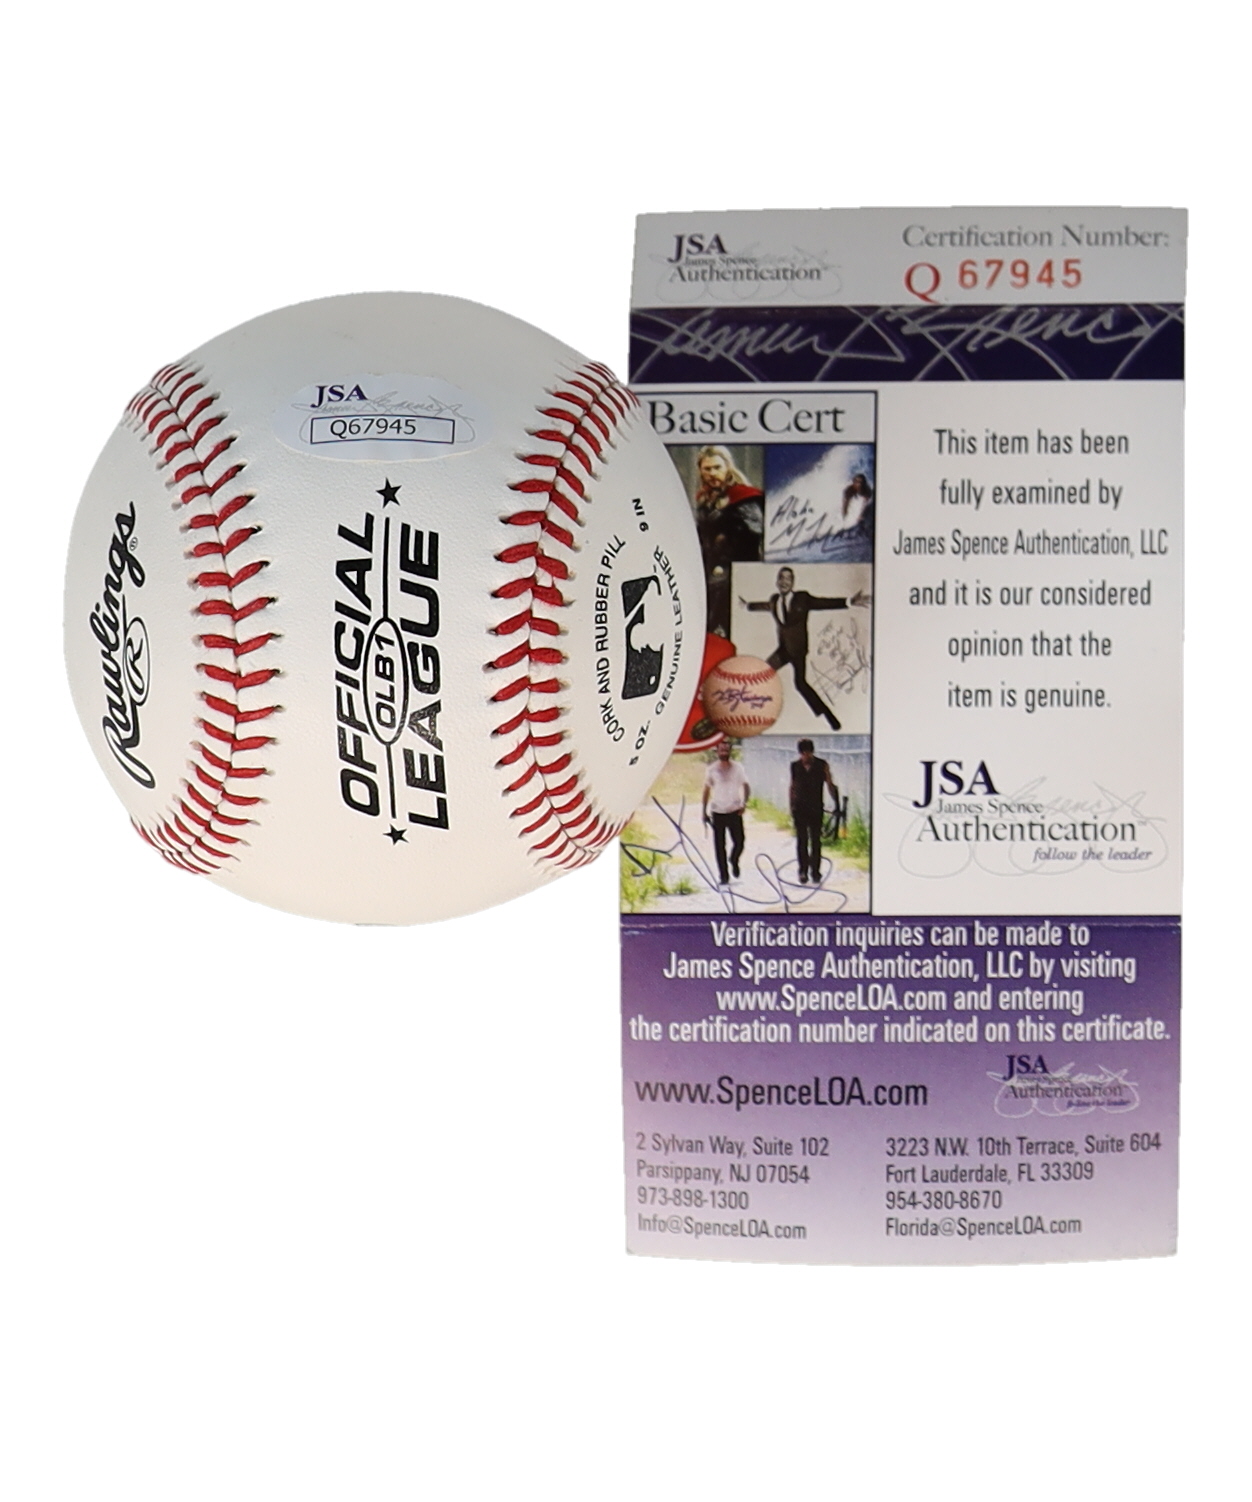 JSA
Q67945
Rawlings
R
®
OFFICIAL
OLB1
LEAGUE
CORK AND RUBBER PILL
9 IN
5 OZ. GENUINE LEATHER
JSA
James Spence
Authentication
Certification Number:
Q 67945
James Spence
Basic Cert
This item has been
fully examined by
James Spence Authentication, LLC
and it is our considered
opinion that the
item is genuine.
JSA
James Spence
Authentication
follow the leader
Verification inquiries can be made to
James Spence Authentication, LLC by visiting
www.SpenceLOA.com and entering
the certification number indicated on this certificate.
www.SpenceLOA.com
JSA
Authentication
follow the leader
2 Sylvan Way, Suite 102
Parsippany, NJ 07054
973-898-1300
Info@SpenceLOA.com
3223 N.W. 10th Terrace, Suite 604
Fort Lauderdale, FL 33309
954-380-8670
Florida@SpenceLOA.com